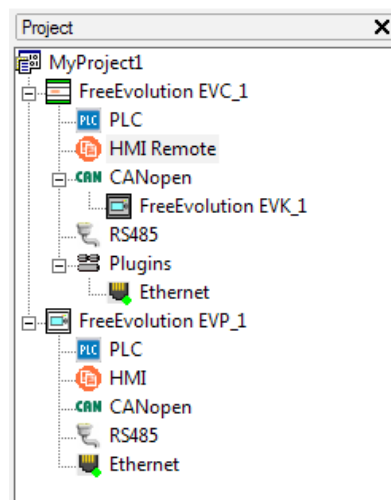 Project
MyProject1
FreeEvolution EVC_1
PLC PLC
HMI Remote
CAN CANopen
FreeEvolution EVK_1
RS485
Plugins
Ethernet
FreeEvolution EVP_1
PLC PLC
HMI
CAN CANopen
RS485
Ethernet